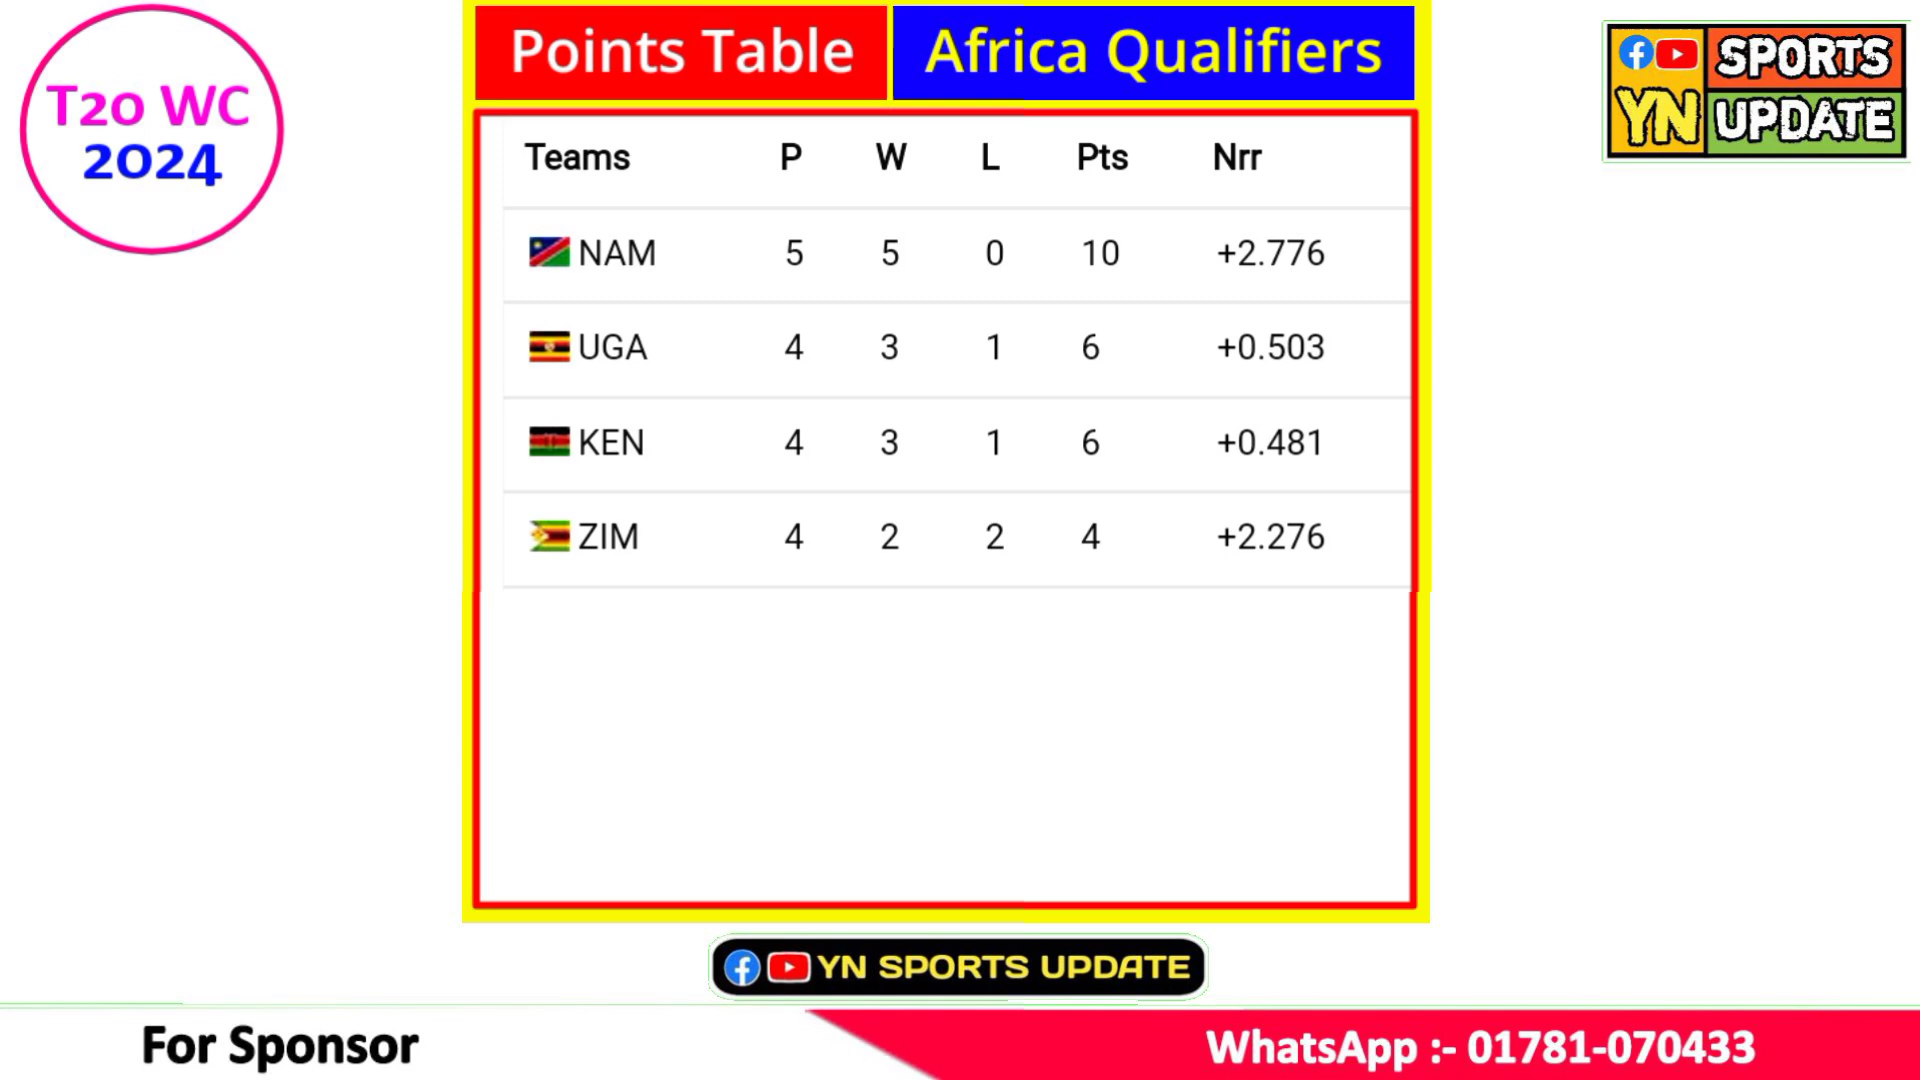 T20 WC
2024
Points Table Africa Qualifiers
SPORTS
YN UPDATE
Teams P W L Pts Nrr
NAM 5 5 0 10 +2.776
UGA 4 3 1 6 +0.503
KEN 4 3 1 6 +0.481
ZIM 4 2 2 4 +2.276
YN SPORTS UPDATE
For Sponsor WhatsApp :- 01781-070433